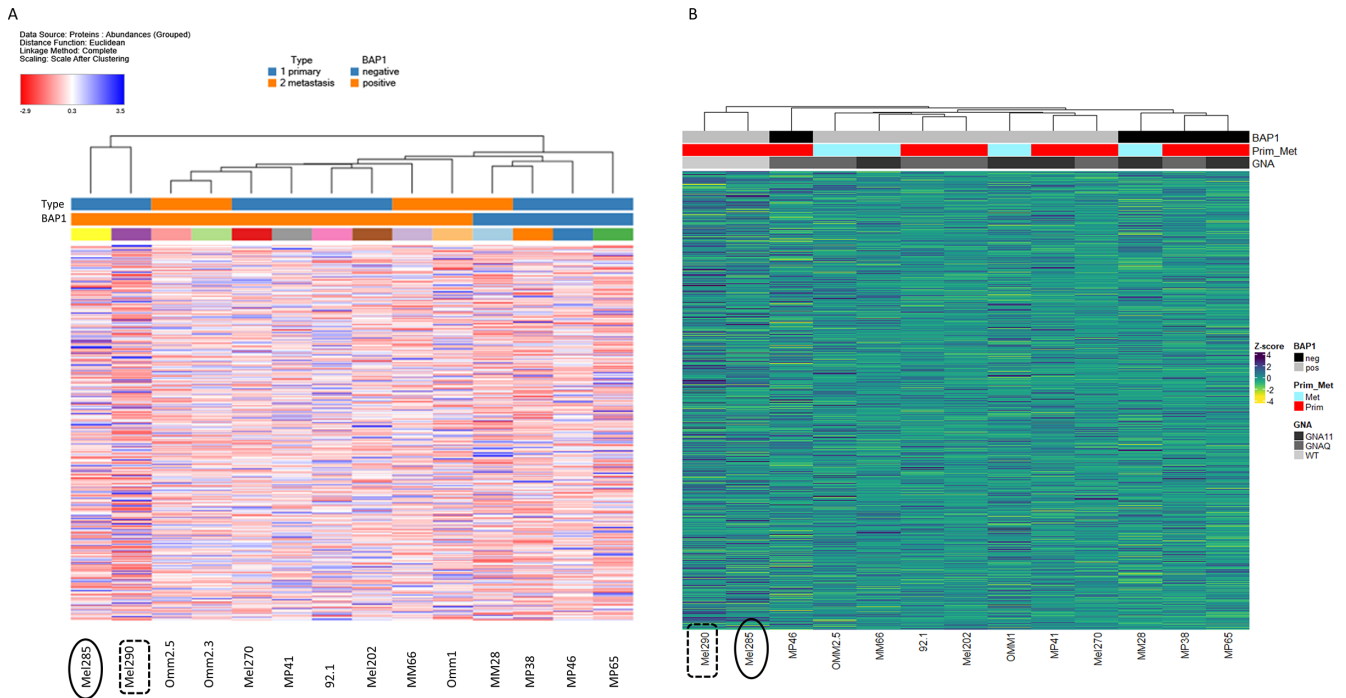 A
Data Source: Proteins : Abundances (Grouped)
Distance Function: Euclidean
Linkage Method: Complete
Scaling: Scale After Clustering
-2.9 0.3 3.5
Type
1 primary
2 metastasis
BAP1
negative
positive
Type
BAP1
Mel285 Mel290 Omm2.5 Omm2.3 Mel270 MP41 92.1 Mel202 MM66 Omm1 MM28 MP38 MP46 MP65
B
BAP1
Prim_Met
GNA
Z-score
4
2
0
-2
-4
BAP1
neg
pos
Prim_Met
Met
Prim
GNA
GNA11
GNAQ
WT
Mel290 Mel285 MP46 OMM2.5 MM66 92.1 Mel202 OMM1 MP41 Mel270 MM28 MP38 MP65